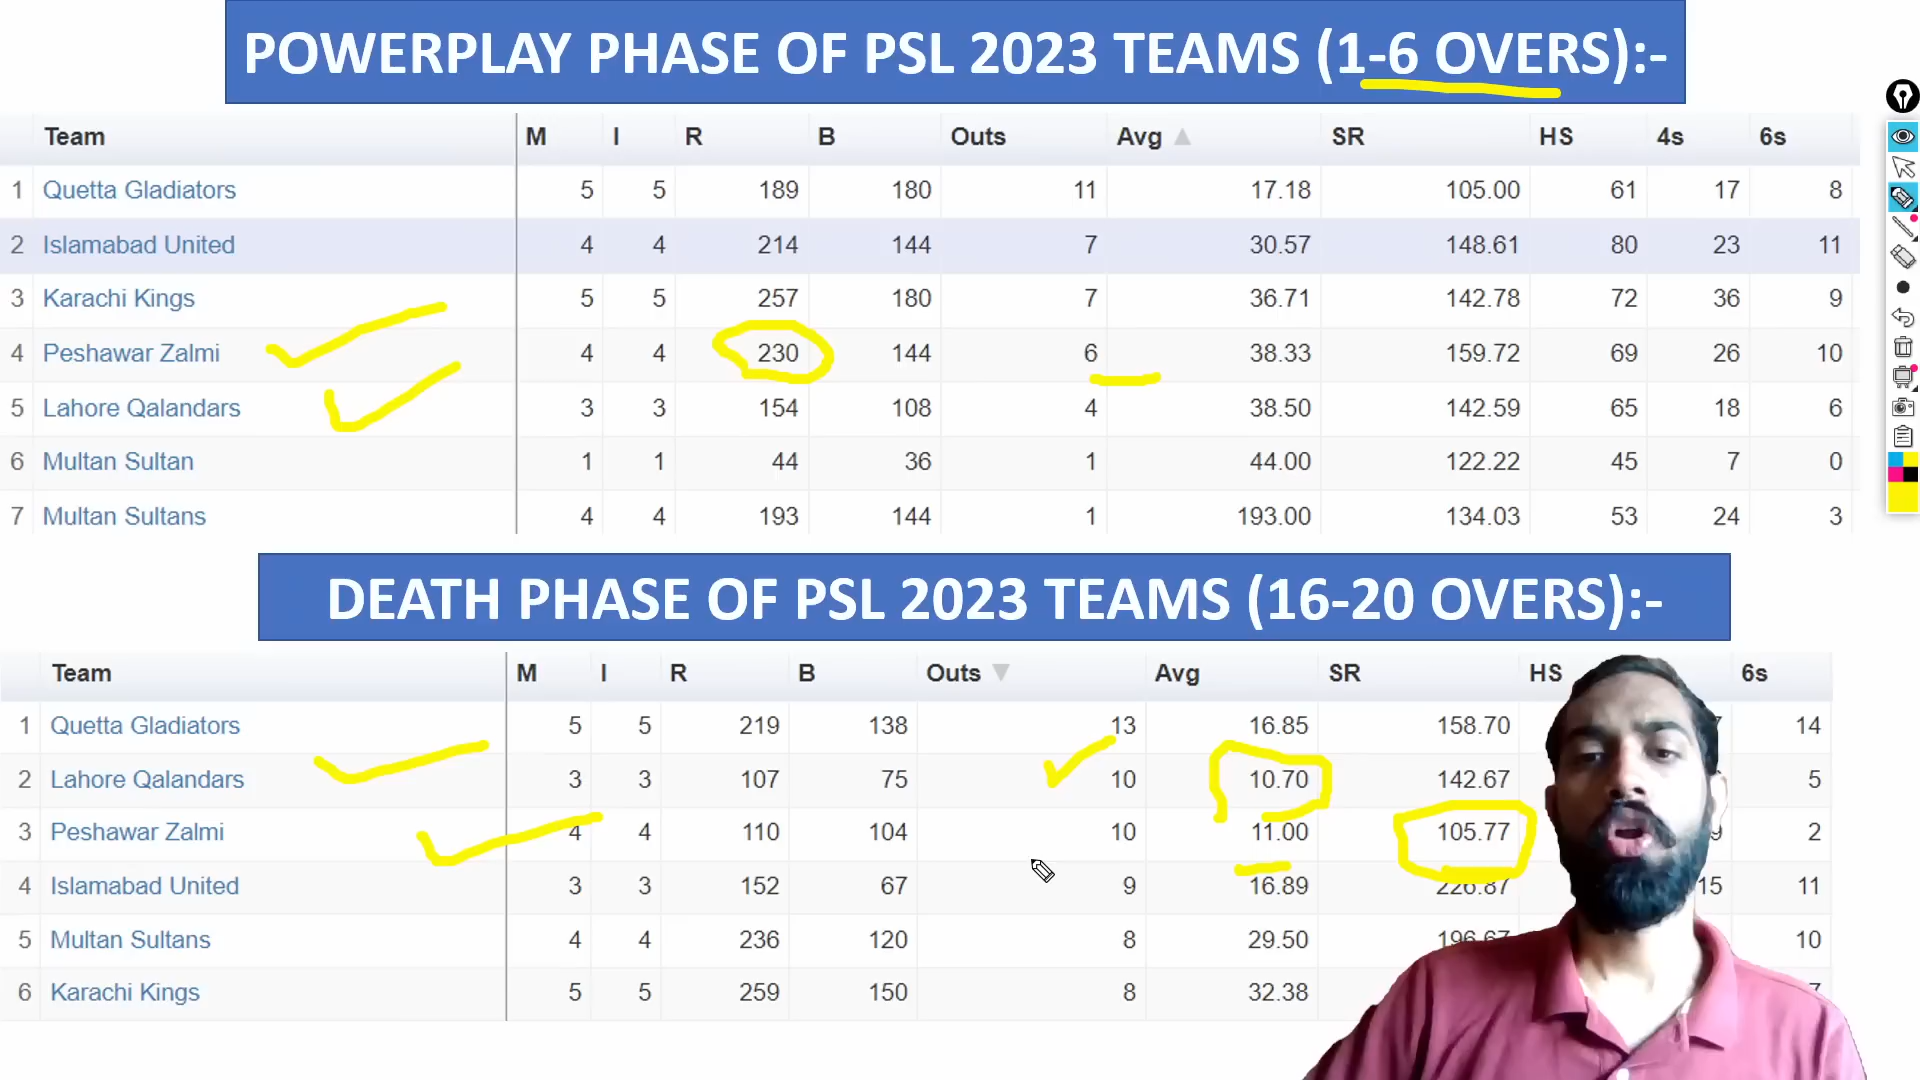 POWERPLAY PHASE OF PSL 2023 TEAMS (1-6 OVERS):-
Team M I R B Outs Avg SR HS 4s 6s
1 Quetta Gladiators 5 5 189 180 11 17.18 105.00 61 17 8
2 Islamabad United 4 4 214 144 7 30.57 148.61 80 23 11
3 Karachi Kings 5 5 257 180 7 36.71 142.78 72 36 9
4 Peshawar Zalmi 4 4 230 144 6 38.33 159.72 69 26 10
5 Lahore Qalandars 3 3 154 108 4 38.50 142.59 65 18 6
6 Multan Sultan 1 1 44 36 1 44.00 122.22 45 7 0
7 Multan Sultans 4 4 193 144 1 193.00 134.03 53 24 3
DEATH PHASE OF PSL 2023 TEAMS (16-20 OVERS):-
Team M I R B Outs Avg SR HS 6s
1 Quetta Gladiators 5 5 219 138 13 16.85 158.70 14
2 Lahore Qalandars 3 3 107 75 10 10.70 142.67 5
3 Peshawar Zalmi 4 4 110 104 10 11.00 105.77 2
4 Islamabad United 3 3 152 67 9 16.89 226.87 15 11
5 Multan Sultans 4 4 236 120 8 29.50 196.67 10
6 Karachi Kings 5 5 259 150 8 32.38